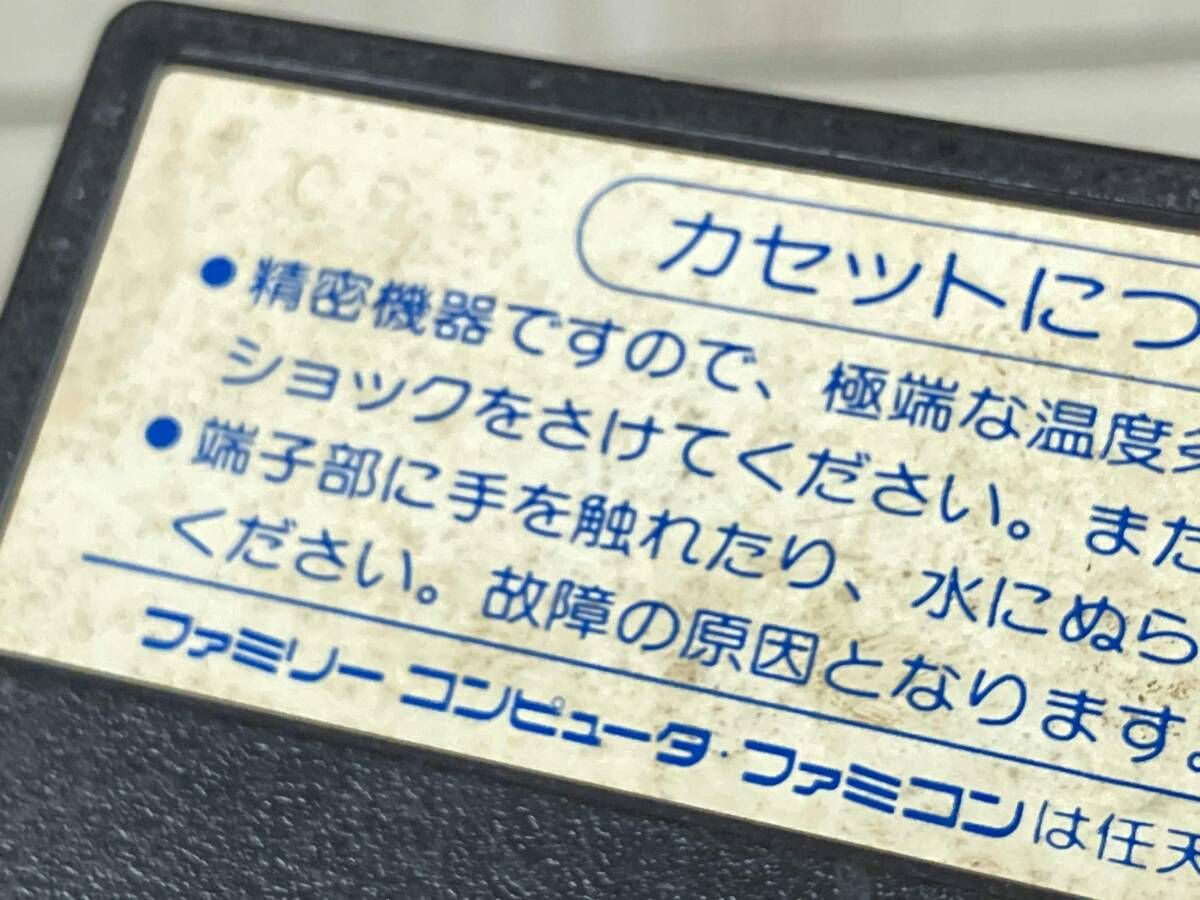 カセットにつ
●精密機器ですので、極端な温度
ショックをさけてください。また
●端子部に手を触れたり、水にぬら
ください。故障の原因となります。
ファミリー コンピュータ・ファミコンは任天